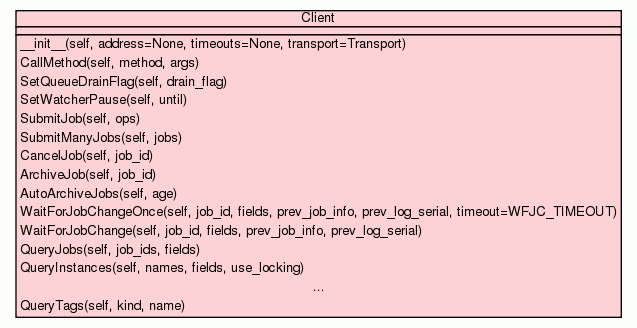 Client
__init__(self, address=None, timeouts=None, transport=Transport)
CallMethod(self, method, args)
SetQueueDrainFlag(self, drain_flag)
SetWatcherPause(self, until)
SubmitJob(self, ops)
SubmitManyJobs(self, jobs)
CancelJob(self, job_id)
ArchiveJob(self, job_id)
AutoArchiveJobs(self, age)
WaitForJobChangeOnce(self, job_id, fields, prev_job_info, prev_log_serial, timeout=WFJC_TIMEOUT)
WaitForJobChange(self, job_id, fields, prev_job_info, prev_log_serial)
QueryJobs(self, job_ids, fields)
QueryInstances(self, names, fields, use_locking)
...
QueryTags(self, kind, name)